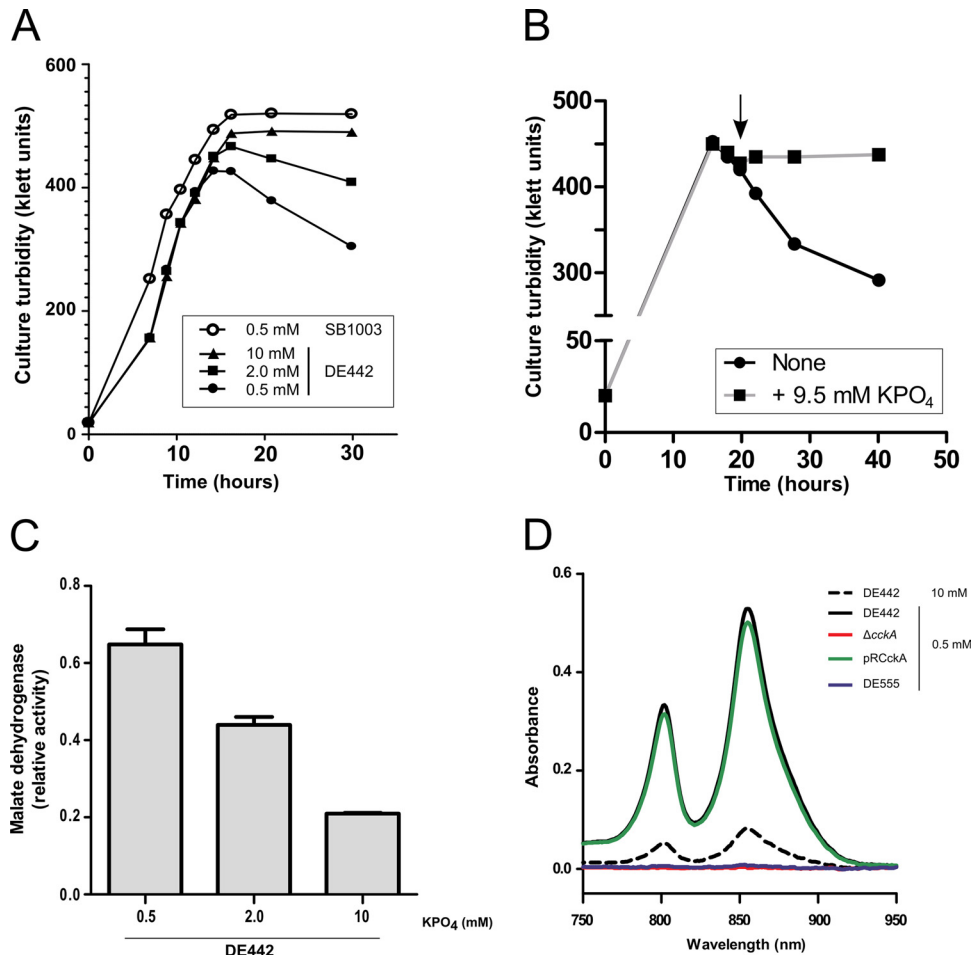 A
Culture turbidity (klett units)
600
400
200
0
0 10 20 30
Time (hours)
0.5 mM SB1003
10 mM
2.0 mM DE442
0.5 mM
B
Culture turbidity (klett units)
500
400
300
50
0
0 10 20 30 40 50
Time (hours)
None
+ 9.5 mM KPO4
C
Malate dehydrogenase
(relative activity)
0.8
0.6
0.4
0.2
0.0
0.5 2.0 10 KPO4 (mM)
DE442
D
Absorbance
0.6
0.4
0.2
0.0
750 800 850 900 950
Wavelength (nm)
DE442 10 mM
DE442
ΔcckA 0.5 mM
pRCckA
DE555